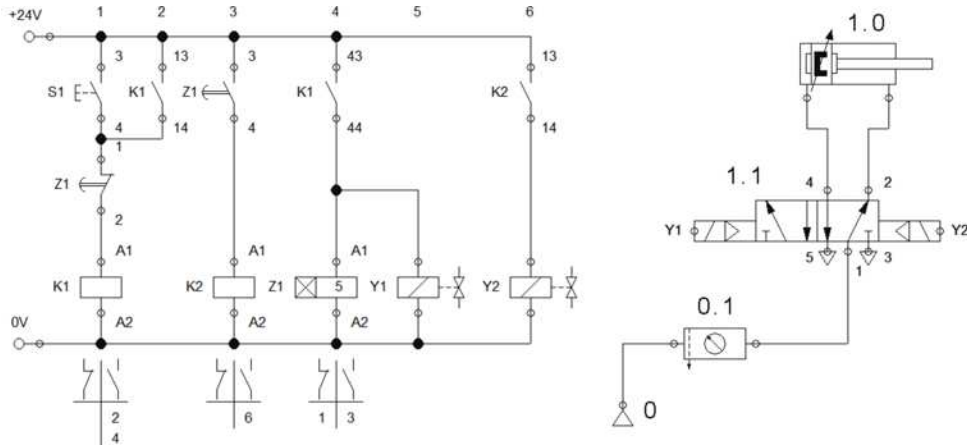 1 2 3 4 5 6
+24V
3 13 3 43 13
S1 K1 Z1 K1 K2
4 14 4 44 14
1
Z1
2
A1 A1 A1
K1 K2 Z1 5 Y1 Y2
A2 A2 A2
0V
2 6 1 3
4
1.0
4 2
1.1
Y1 Y2
5 1 3
0.1
0